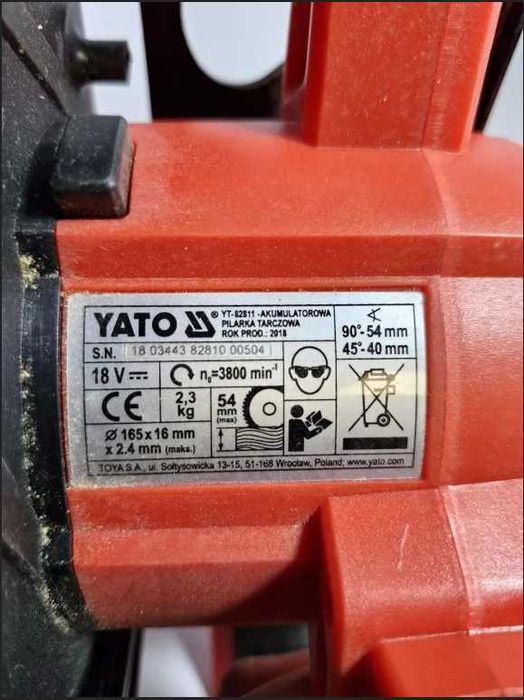 YATO ® YT-82811 -AKUMULATOROWA
PILARKA TARCZOWA
ROK PROD.: 2018
S.N. 18 03443 82810 00504
90°-54 mm
45°-40 mm
18 V
n₀=3800 min⁻¹
CE
2,3
kg
54
mm
(max)
Ø 165 x 16 mm
x 2.4 mm (maks.)
TOYA S.A., ul. Sołtysowicka 13-15, 51-168 Wrocław, Poland; www.yato.com